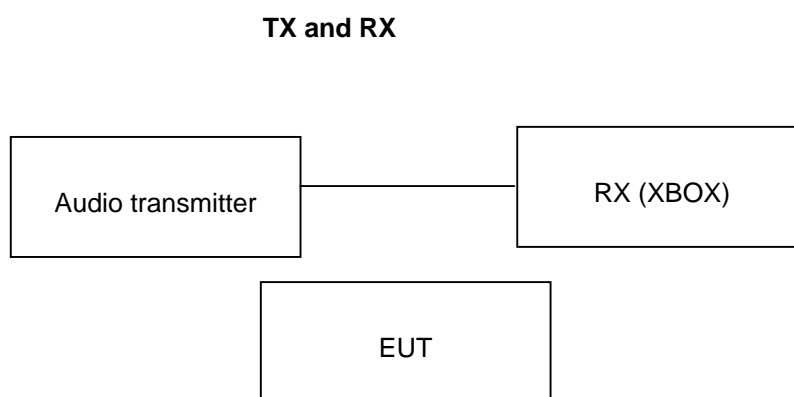 TX and RX
Audio transmitter
RX (XBOX)
EUT